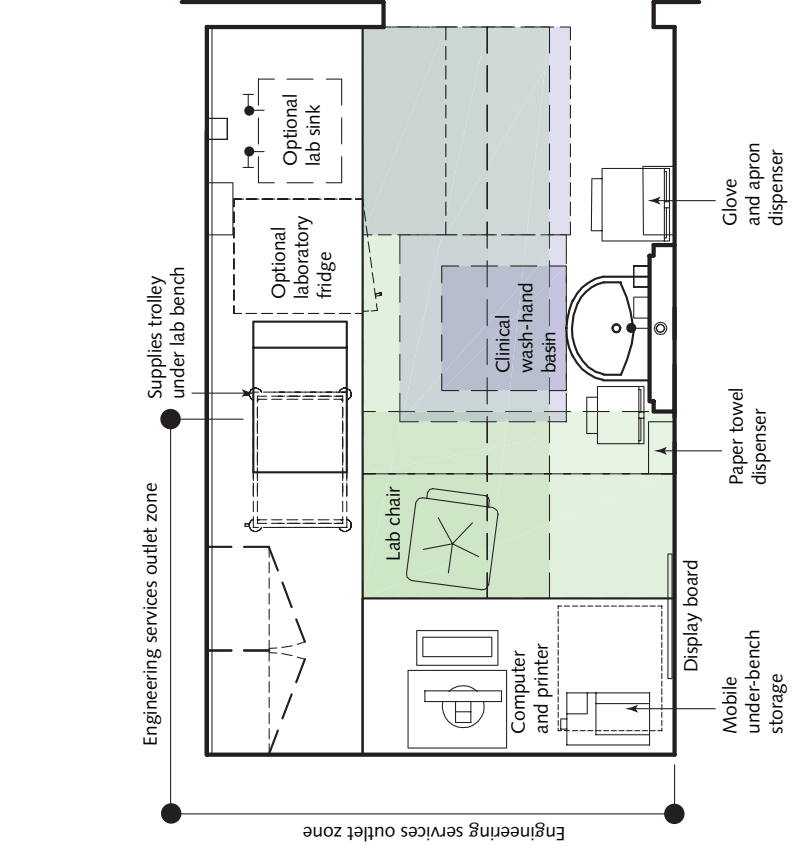 Engineering services outlet zone
Supplies trolley
under lab bench
Optional
lab sink
Optional
laboratory
fridge
Clinical
wash-hand
basin
Lab chair
Computer
and printer
Glove
and apron
dispenser
Paper towel
dispenser
Display board
Mobile
under-bench
storage
Engineering services outlet zone